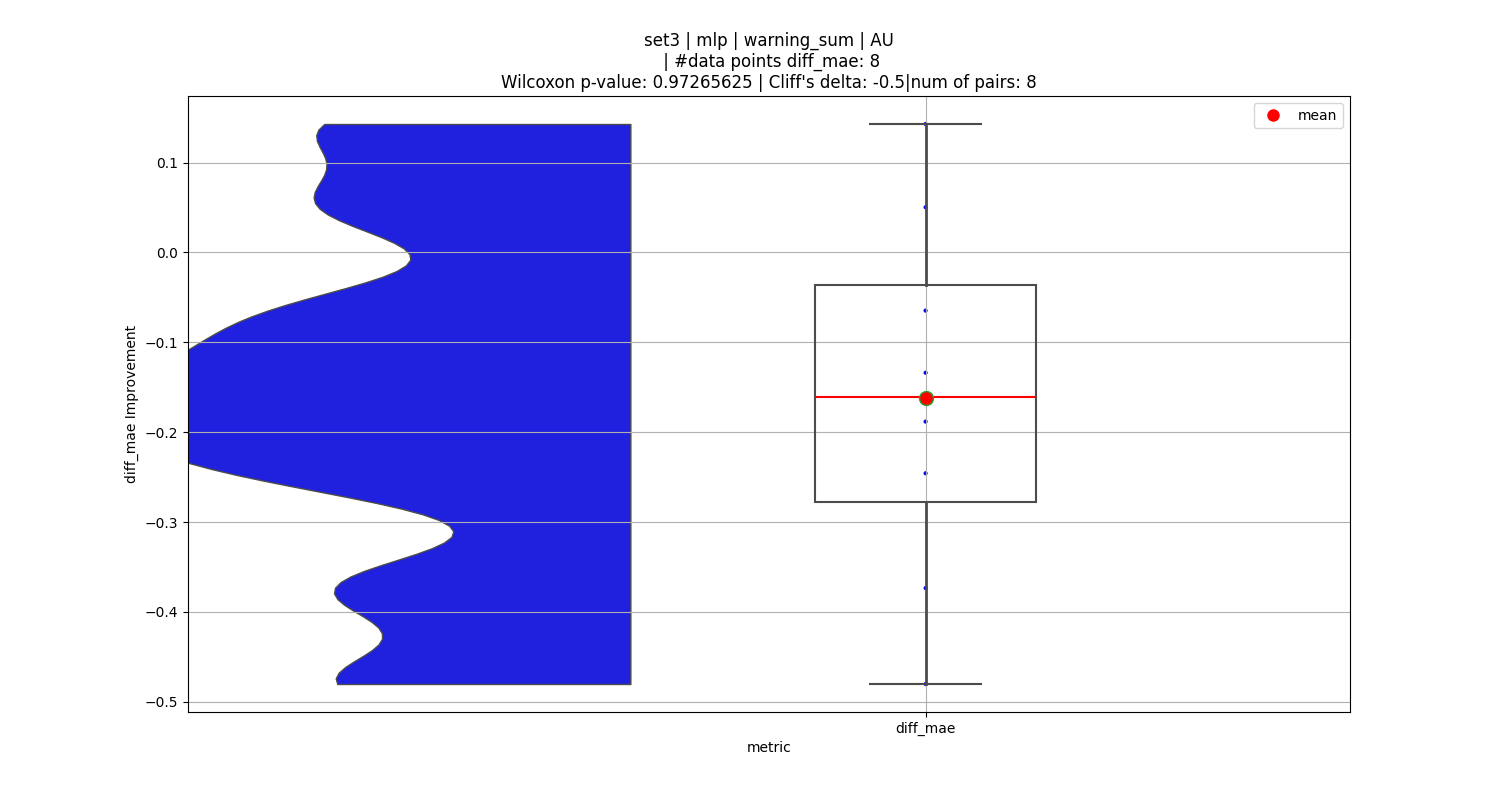 set3 | mlp | warning_sum | AU
| #data points diff_mae: 8
Wilcoxon p-value: 0.97265625 | Cliff's delta: -0.5|num of pairs: 8
mean
0.1
0.0
−0.1
−0.2
−0.3
−0.4
−0.5
diff_mae Improvement
diff_mae
metric